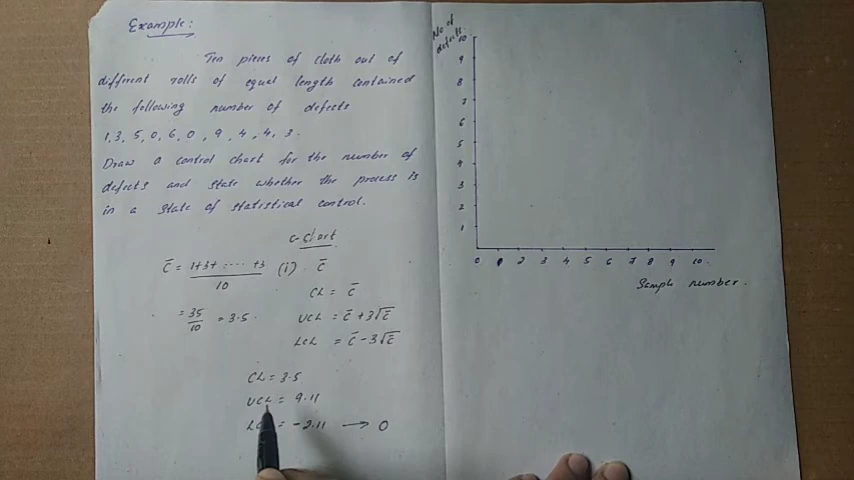 Example:
Ten pieces of cloth out of
different rolls of equal length contained
the following number of defects
1, 3, 5, 0, 6, 0, 9, 4, 4, 3.
Draw a control chart for the number of
defects and state whether the process is
in a state of statistical control.
C-Chart
C̄ = 1+3+ ..... +3 / 10 (i) C̄
CL = C̄
= 35/10 = 3.5 UCL = C̄ + 3√C̄
LCL = C̄ - 3√C̄
CL = 3.5
UCL = 9.11
= -2.11 → 0
No of
defects
10
9
8
7
6
5
4
3
2
1
0 1 2 3 4 5 6 7 8 9 10
Sample number.